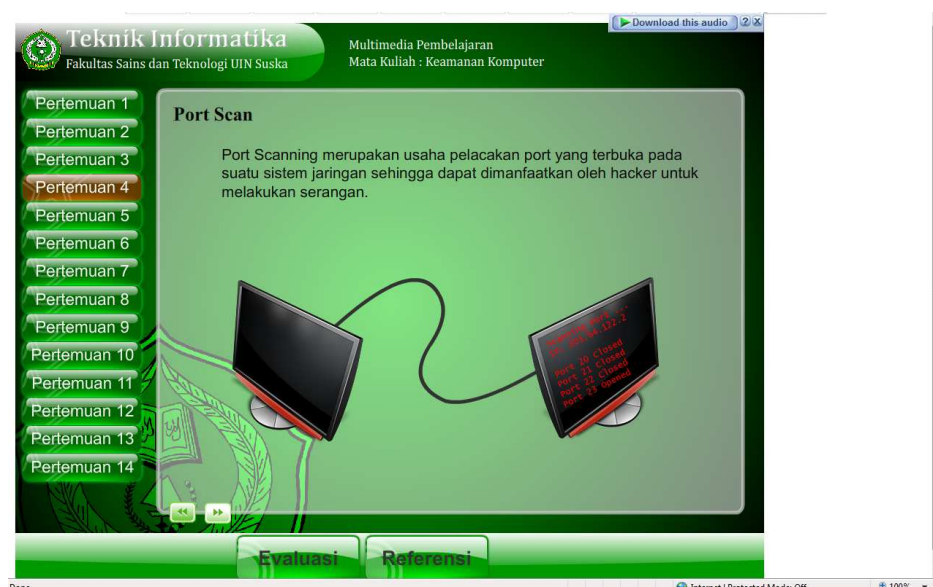 Download this audio
Teknik Informatika
Fakultas Sains dan Teknologi UIN Suska
Multimedia Pembelajaran
Mata Kuliah : Keamanan Komputer
Pertemuan 1
Pertemuan 2
Pertemuan 3
Pertemuan 4
Pertemuan 5
Pertemuan 6
Pertemuan 7
Pertemuan 8
Pertemuan 9
Pertemuan 10
Pertemuan 11
Pertemuan 12
Pertemuan 13
Pertemuan 14
Port Scan
Port Scanning merupakan usaha pelacakan port yang terbuka pada
suatu sistem jaringan sehingga dapat dimanfaatkan oleh hacker untuk
melakukan serangan.
Scanning Port ...
Port 20 Closed
Port 21 Closed
Port 22 Closed
Port 23 Opened
Evaluasi
Referensi
Done
Internet | Protected Mode: Off
100%